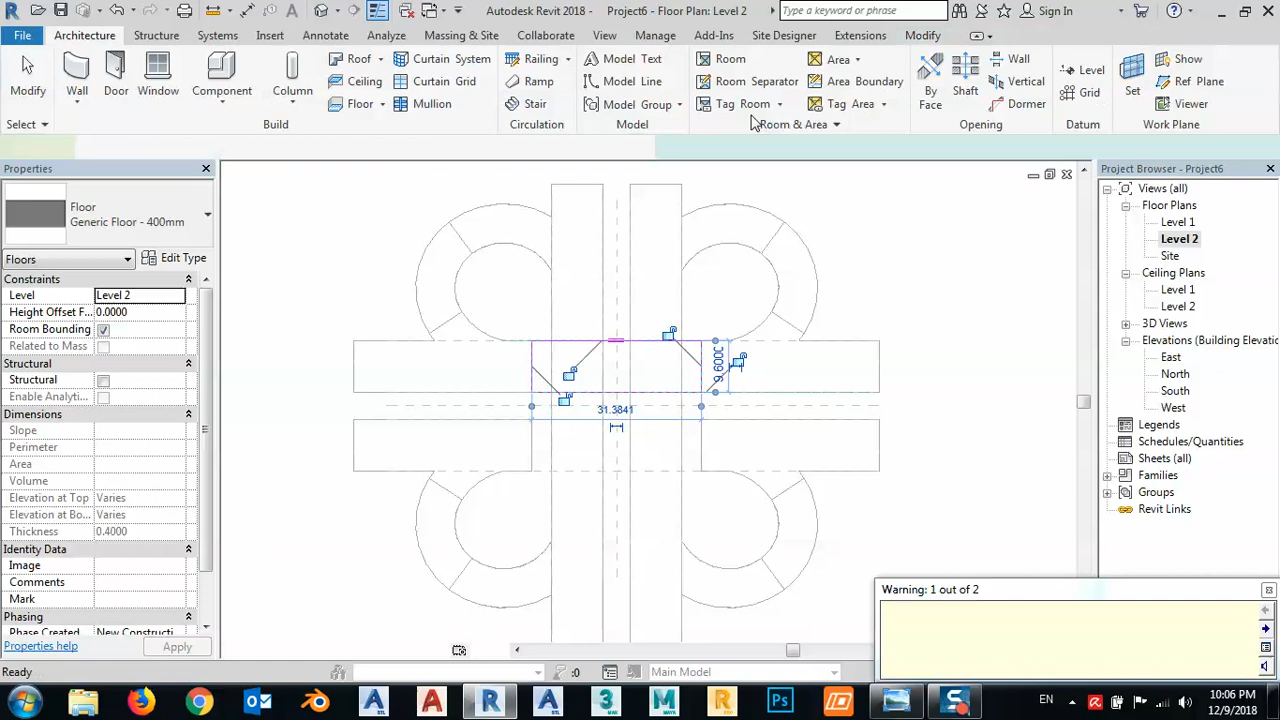 Autodesk Revit 2018 - Project6 - Floor Plan: Level 2
Type a keyword or phrase
Sign In
File
Architecture
Structure
Systems
Insert
Annotate
Analyze
Massing & Site
Collaborate
View
Manage
Add-Ins
Site Designer
Extensions
Modify
Modify
Wall
Door
Window
Component
Column
Roof
Ceiling
Floor
Curtain System
Curtain Grid
Mullion
Railing
Ramp
Stair
Model Text
Model Line
Model Group
Room
Room Separator
Tag Room
Area
Area Boundary
Tag Area
By Face
Shaft
Wall
Vertical
Dormer
Level
Grid
Set
Show
Ref Plane
Viewer
Select
Build
Circulation
Model
Room & Area
Opening
Datum
Work Plane
Properties
Floor
Generic Floor - 400mm
Floors
Edit Type
Constraints
Level Level 2
Height Offset F... 0.0000
Room Bounding
Related to Mass
Structural
Structural
Enable Analyti...
Dimensions
Slope
Perimeter
Area
Volume
Elevation at Top Varies
Elevation at Bo... Varies
Thickness 0.4000
Identity Data
Image
Comments
Mark
Phasing
Phase Created New Constructi
Properties help
Apply
9.6000
31.3841
Project Browser - Project6
Views (all)
Floor Plans
Level 1
Level 2
Site
Ceiling Plans
Level 1
Level 2
3D Views
Elevations (Building Elevatio
East
North
South
West
Legends
Schedules/Quantities
Sheets (all)
Families
Groups
Revit Links
Warning: 1 out of 2
Ready
:0
Main Model
EN
10:06 PM
12/9/2018